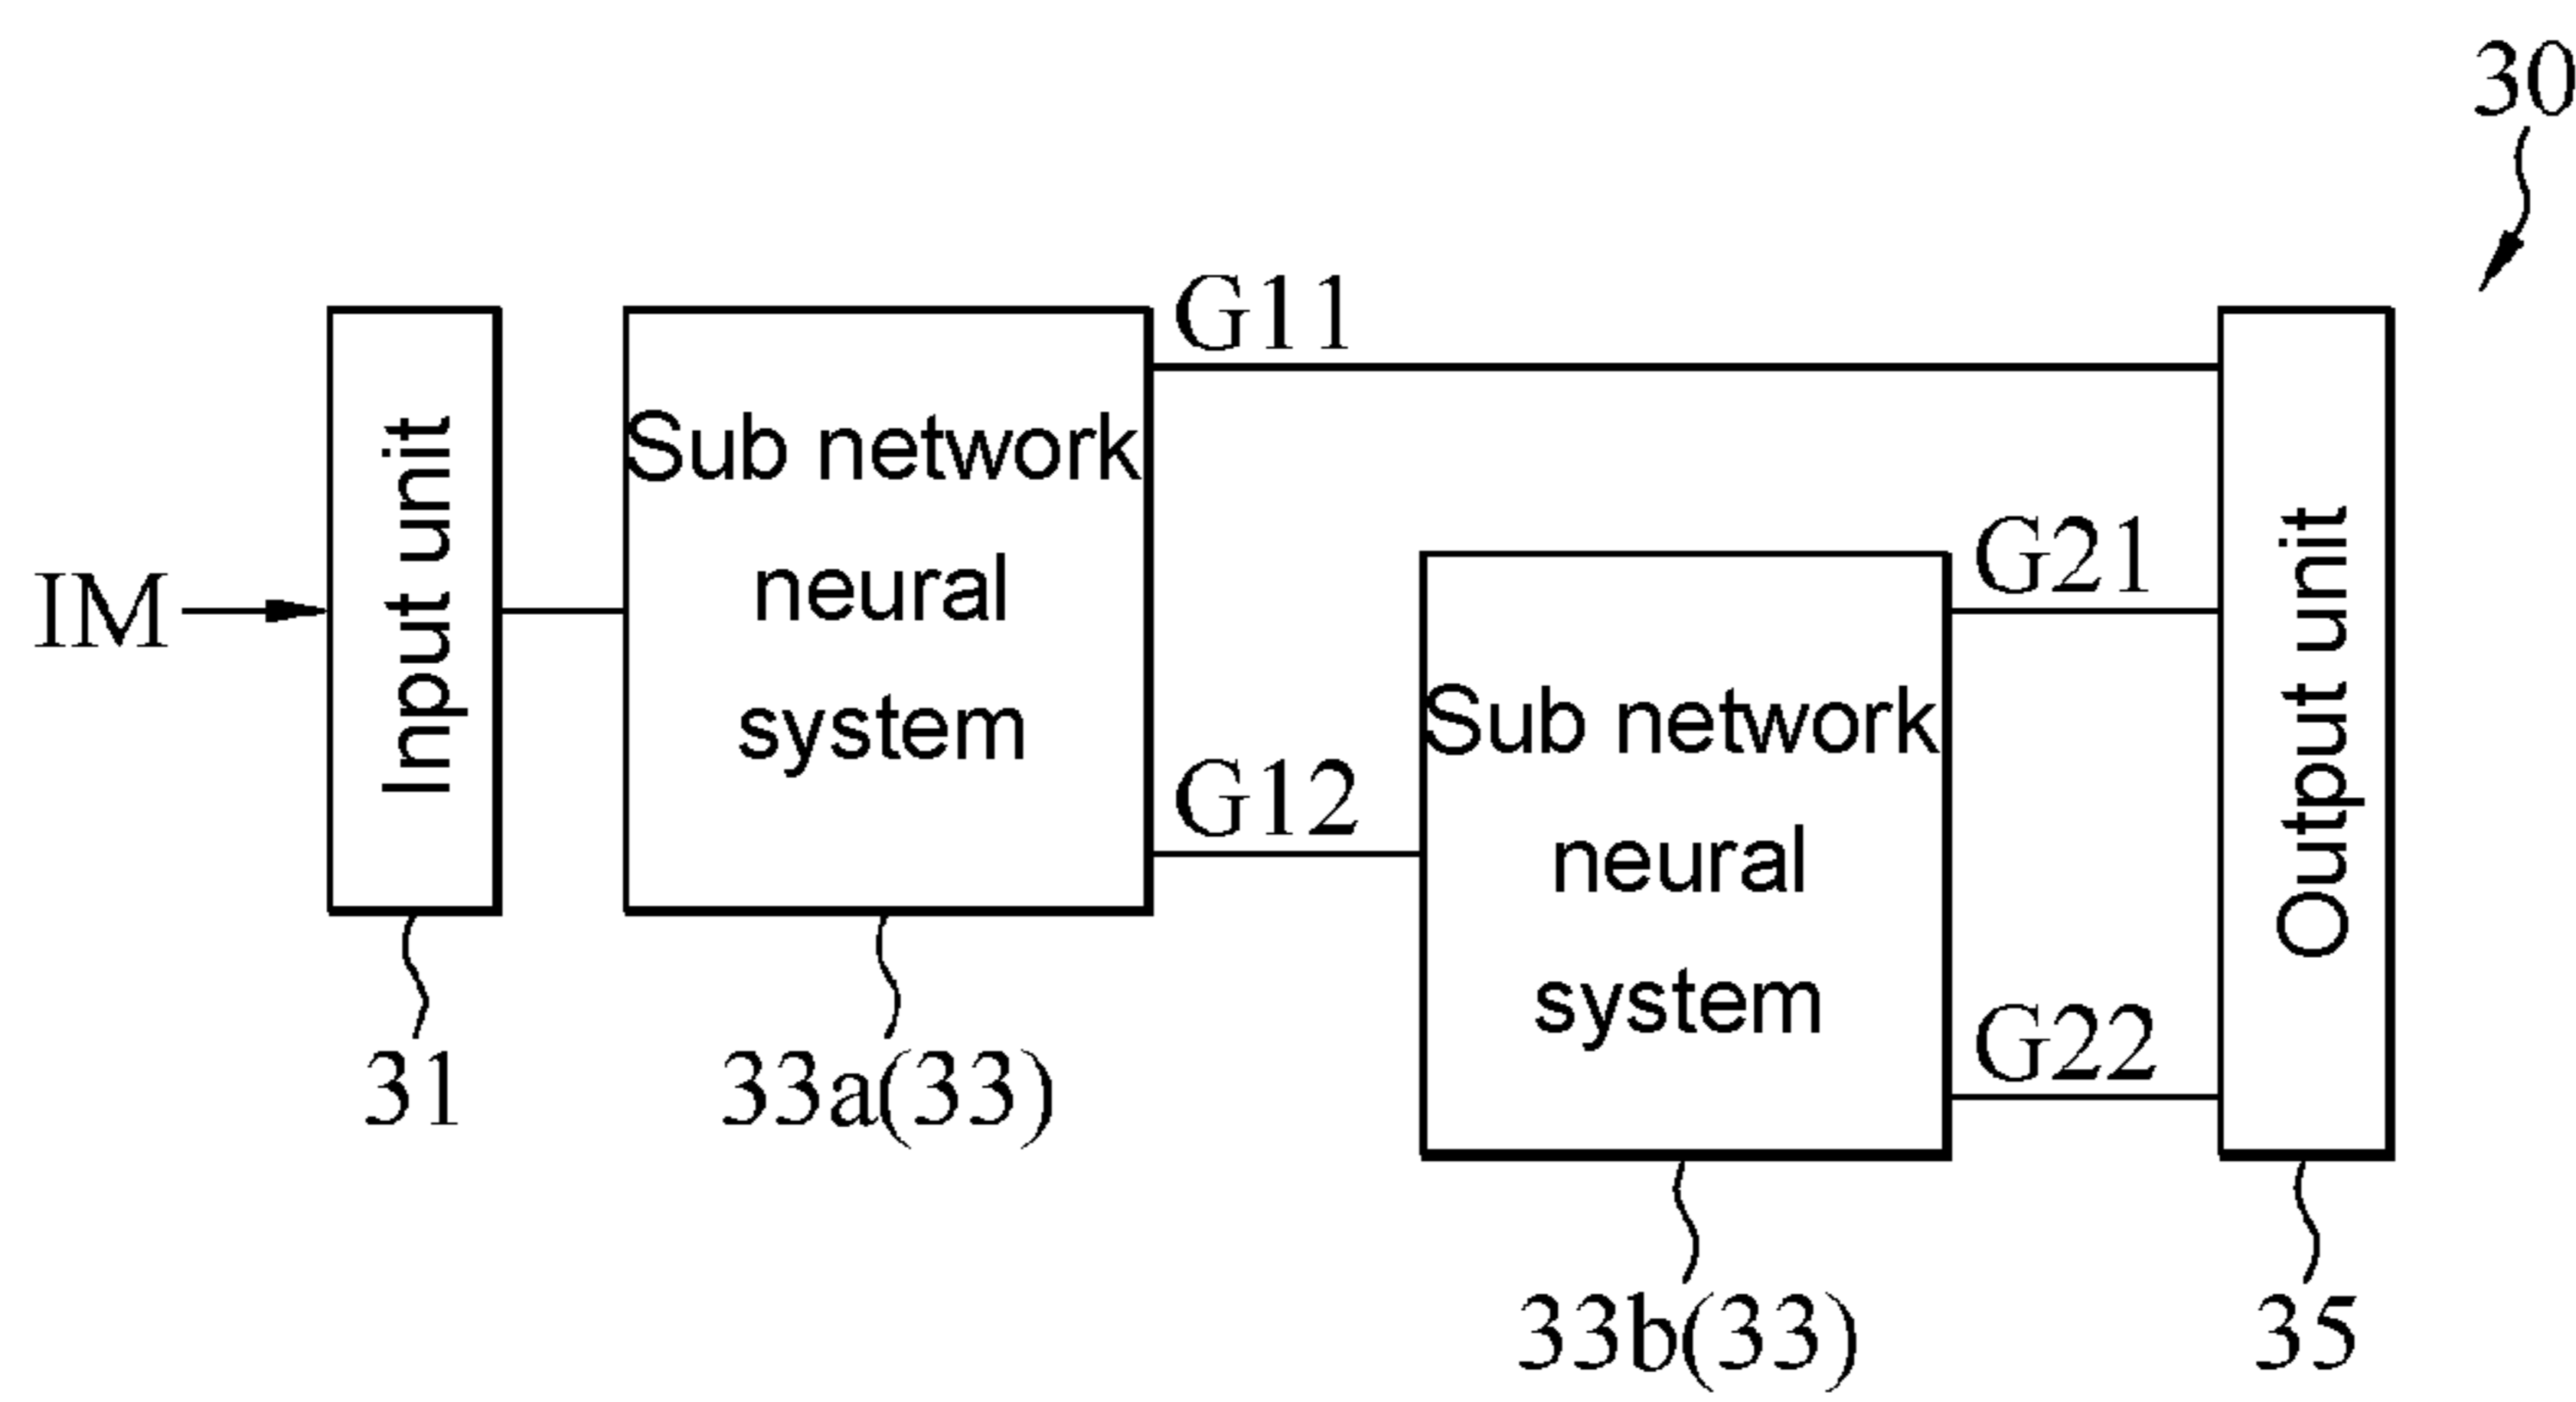 30
IM
Input unit
31
Sub network
neural
system
33a(33)
G11
G12
Sub network
neural
system
33b(33)
G21
G22
Output unit
35